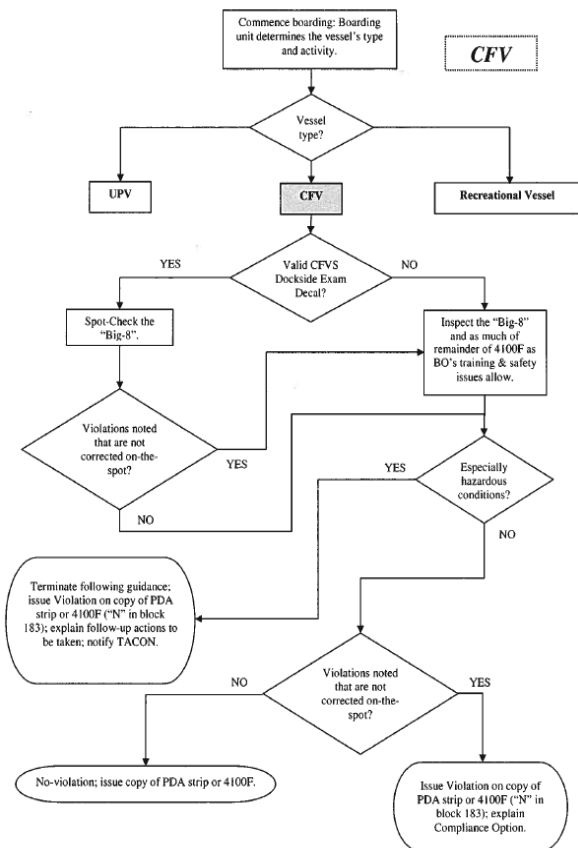 Commence boarding: Boarding
unit determines the vessel's type
and activity.
CFV
Vessel
type?
UPV
CFV
Recreational Vessel
YES
Valid CFVS
Dockside Exam
Decal?
NO
Spot-Check the
"Big-8".
Inspect the "Big-8"
and as much of
remainder of 4100F as
BO's training & safety
issues allow.
Violations noted
that are not
corrected on-the-
spot?
YES
NO
YES
Especially
hazardous
conditions?
NO
Terminate following guidance;
issue Violation on copy of PDA
strip or 4100F ("N" in block
183); explain follow-up actions to
be taken; notify TACON.
NO
Violations noted
that are not
corrected on-the-
spot?
YES
No-violation; issue copy of PDA strip or 4100F.
Issue Violation on copy of
PDA strip or 4100F ("N" in
block 183); explain
Compliance Option.